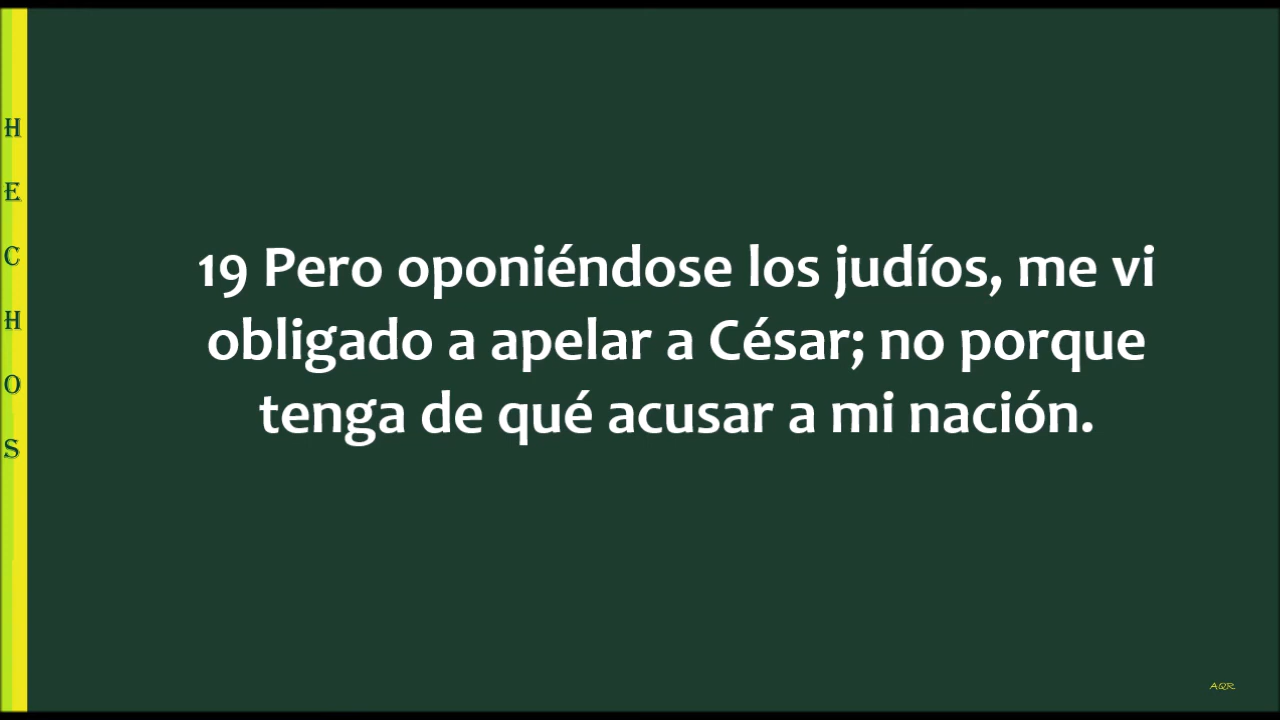 HECHOS
19 Pero oponiéndose los judíos, me vi
obligado a apelar a César; no porque
tenga de qué acusar a mi nación.
AQR